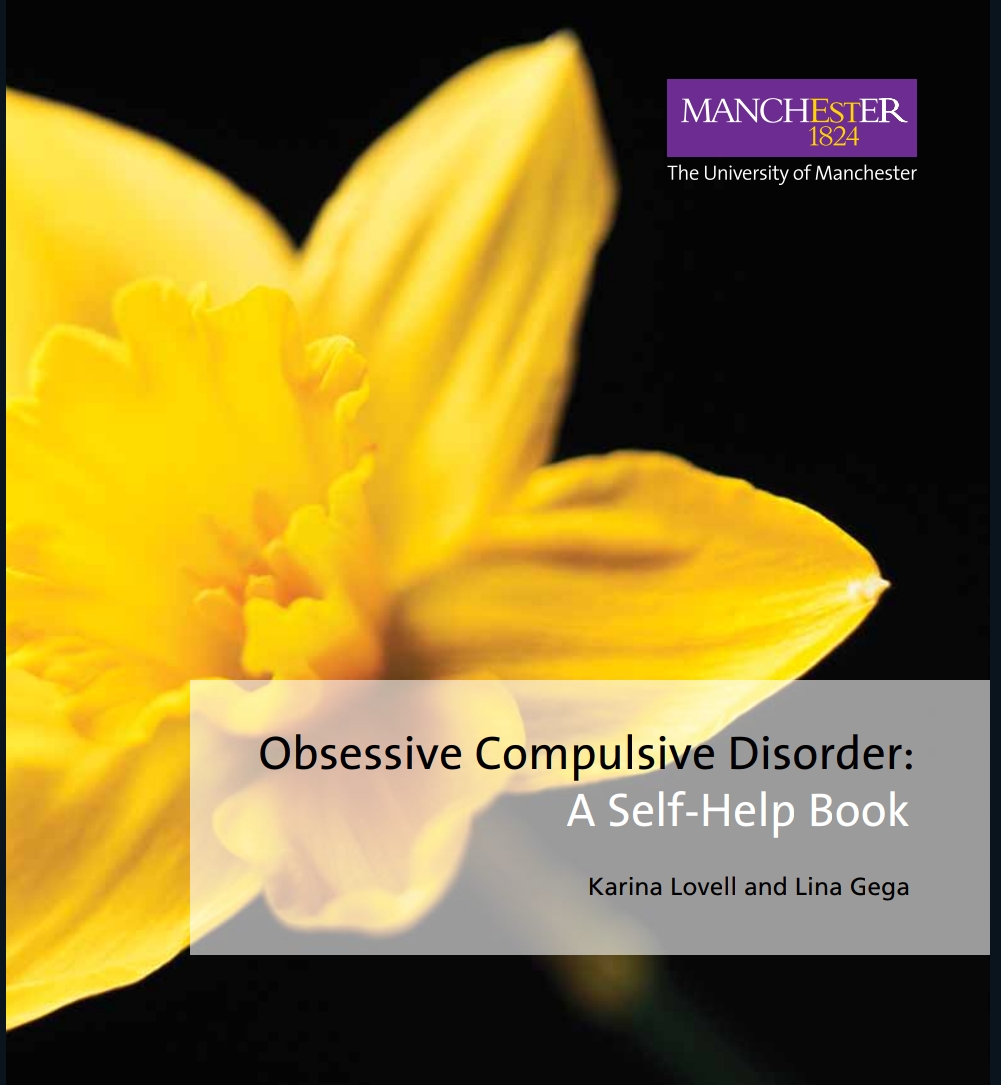 MANCHESTER
1824
The University of Manchester
Obsessive Compulsive Disorder:
A Self-Help Book
Karina Lovell and Lina Gega